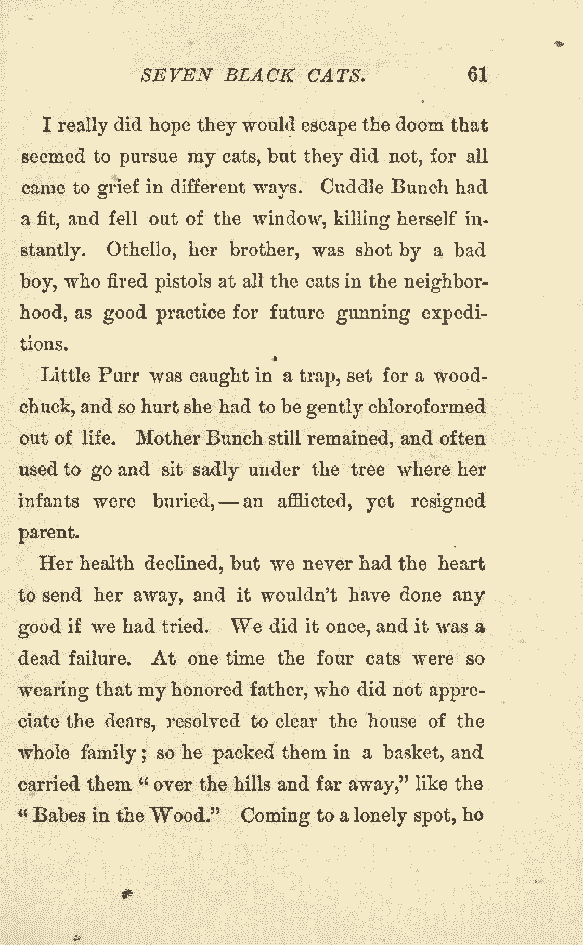 SEVEN BLACK CATS. 61
I really did hope they would escape the doom that
seemed to pursue my cats, but they did not, for all
came to grief in different ways. Cuddle Bunch had
a fit, and fell out of the window, killing herself in-
stantly. Othello, her brother, was shot by a bad
boy, who fired pistols at all the cats in the neighbor-
hood, as good practice for future gunning expedi-
tions.
Little Purr was caught in a trap, set for a wood-
chuck, and so hurt she had to be gently chloroformed
out of life. Mother Bunch still remained, and often
used to go and sit sadly under the tree where her
infants were buried,—an afflicted, yet resigned
parent.
Her health declined, but we never had the heart
to send her away, and it wouldn't have done any
good if we had tried. We did it once, and it was a
dead failure. At one time the four cats were so
wearing that my honored father, who did not appre-
ciate the dears, resolved to clear the house of the
whole family; so he packed them in a basket, and
carried them "over the hills and far away," like the
"Babes in the Wood." Coming to a lonely spot, he